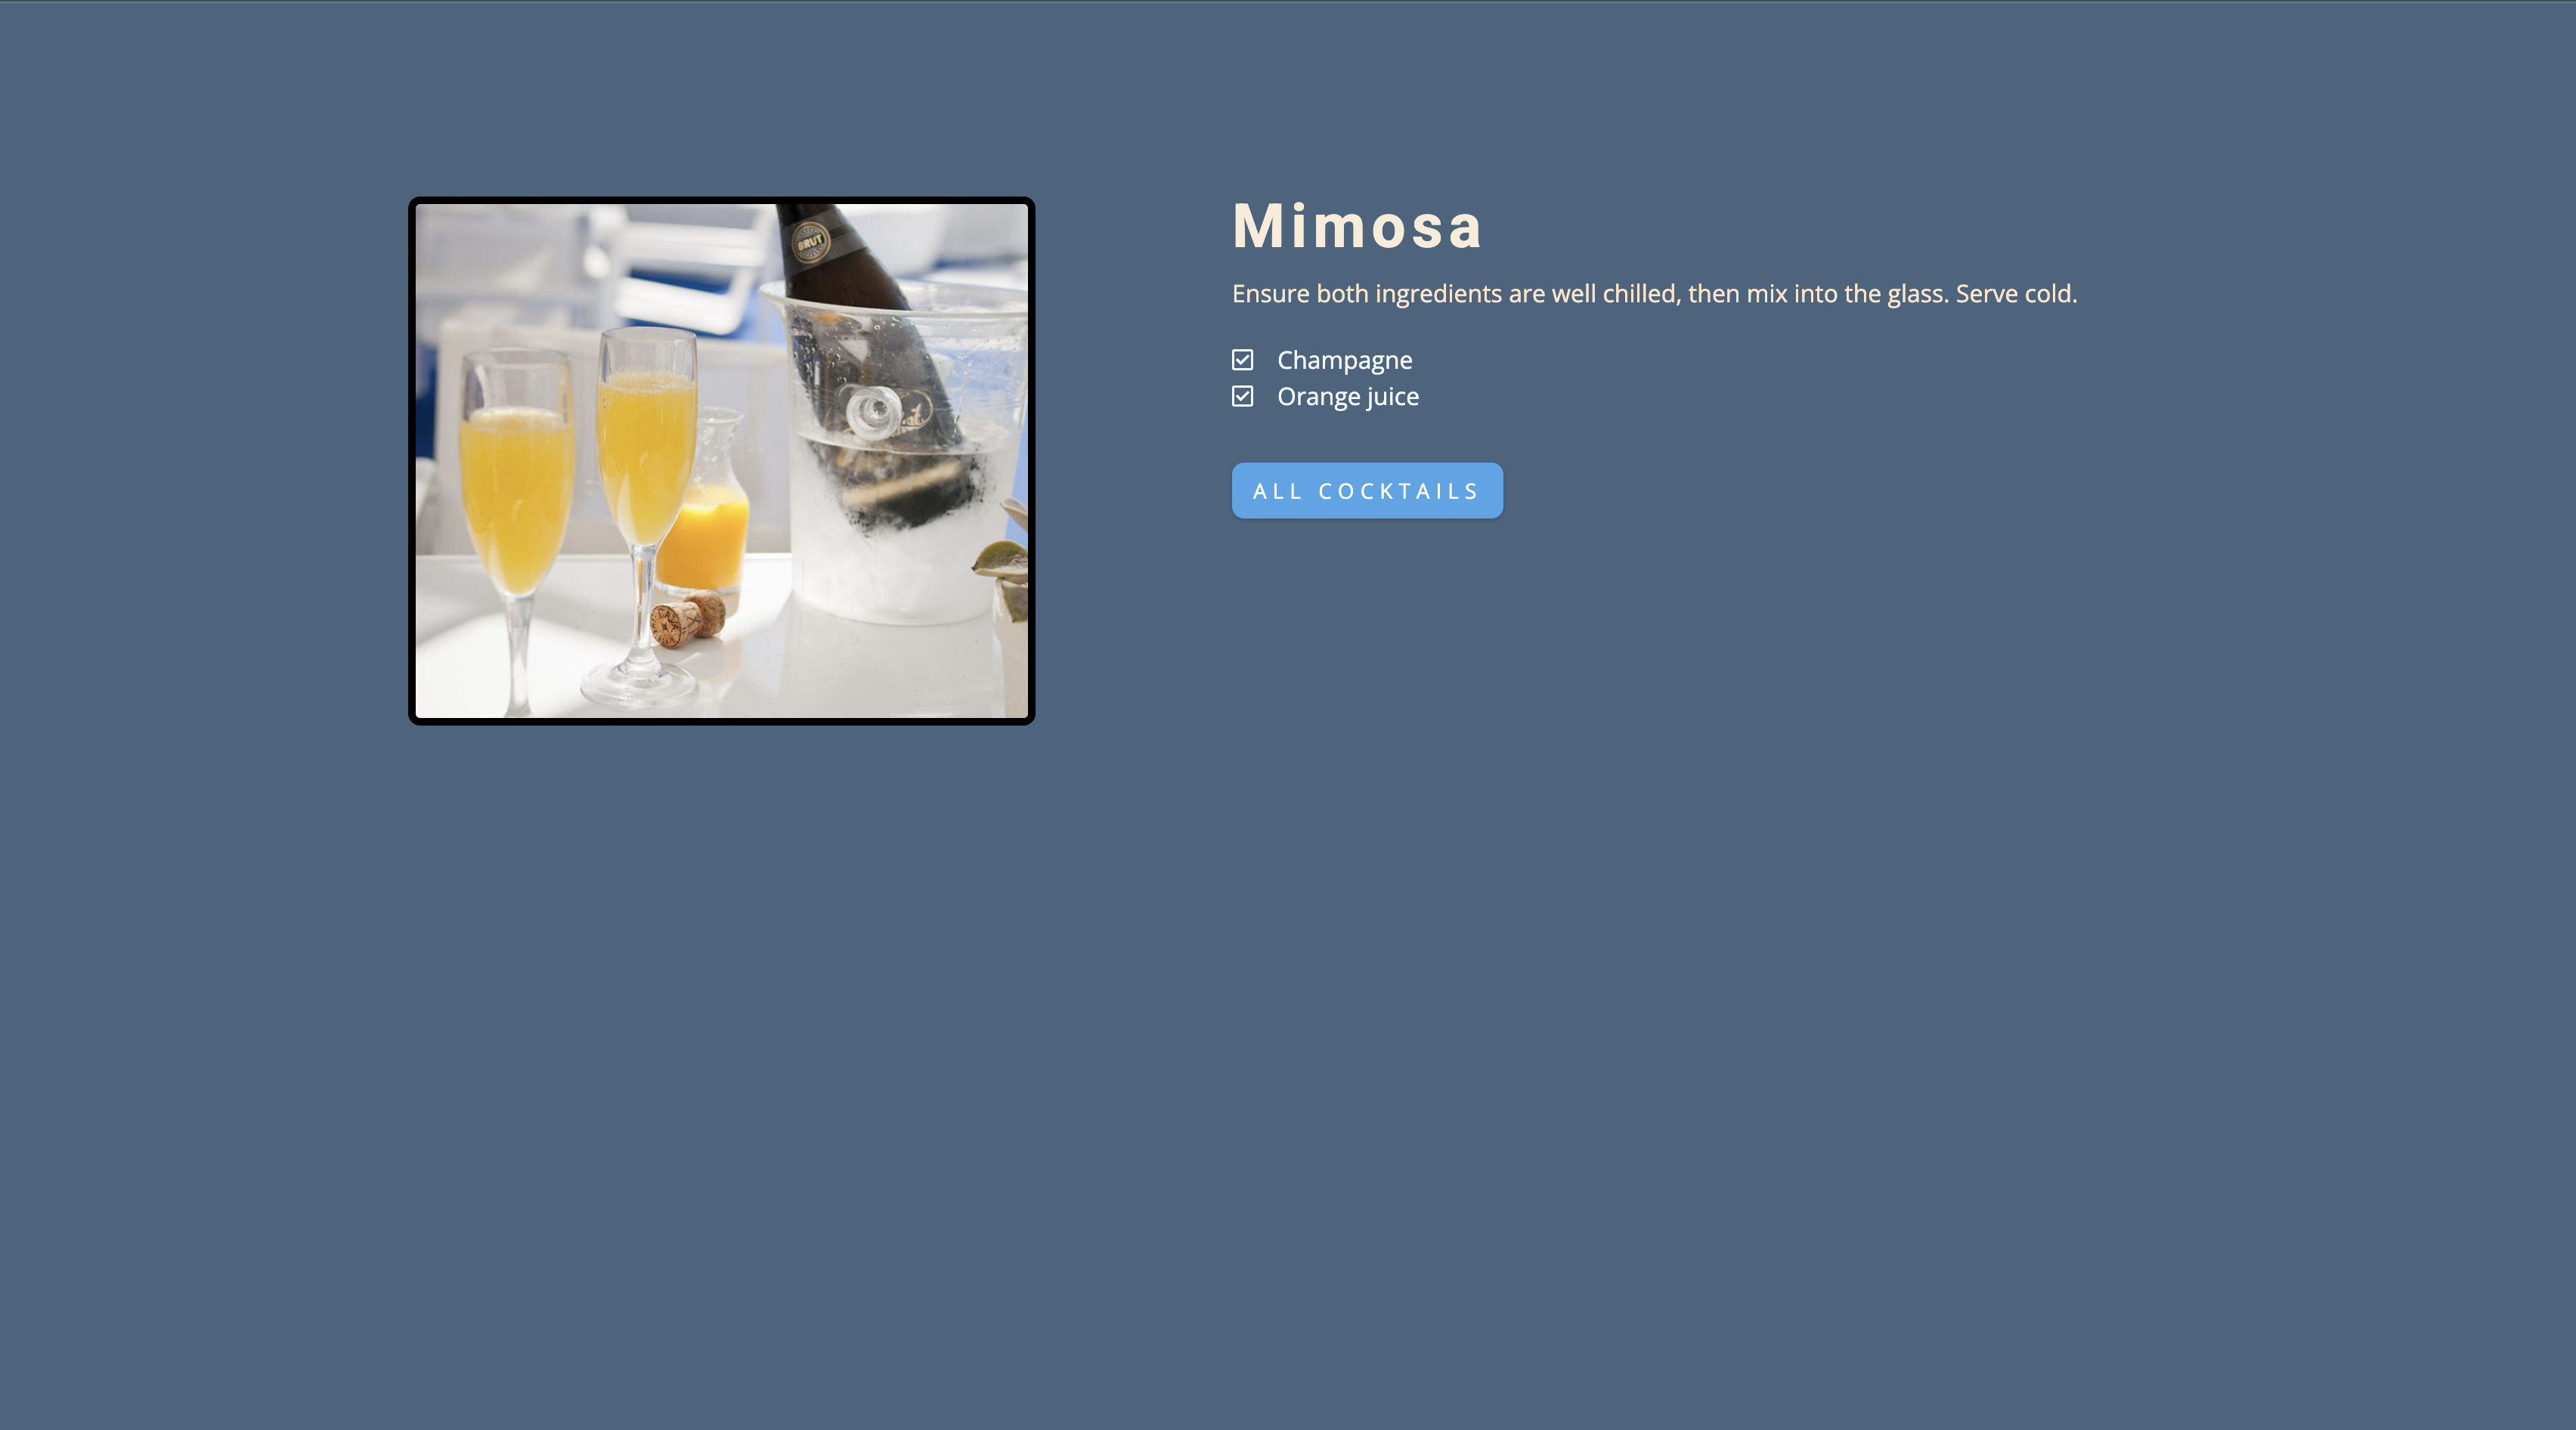 BRUT
Mimosa
Ensure both ingredients are well chilled, then mix into the glass. Serve cold.
Champagne
Orange juice
ALL COCKTAILS